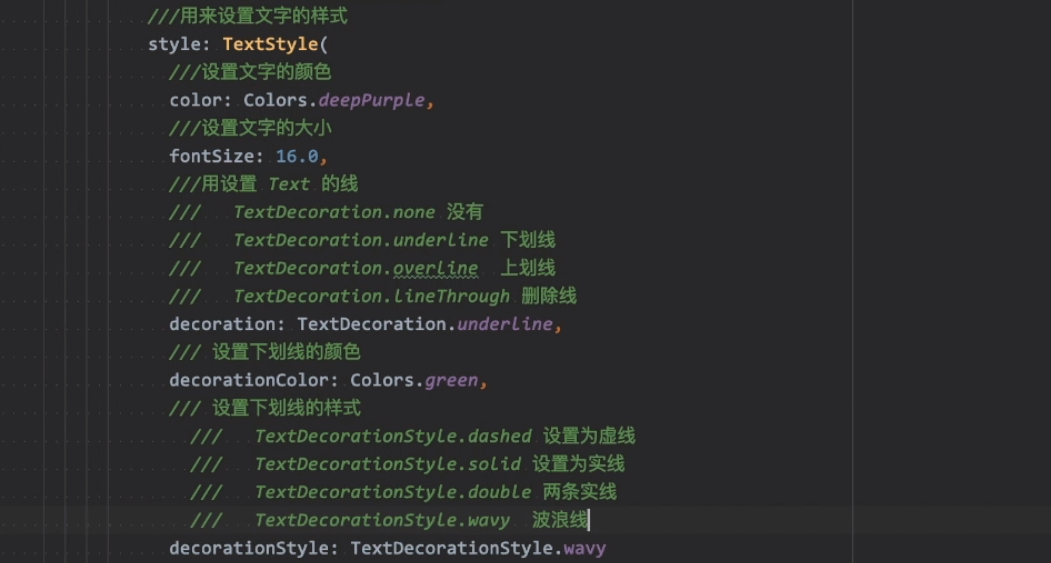 ///用来设置文字的样式
style: TextStyle(
///设置文字的颜色
color: Colors.deepPurple,
///设置文字的大小
fontSize: 16.0,
///用设置 Text 的线
/// TextDecoration.none 没有
/// TextDecoration.underline 下划线
/// TextDecoration.overline 上划线
/// TextDecoration.lineThrough 删除线
decoration: TextDecoration.underline,
/// 设置下划线的颜色
decorationColor: Colors.green,
/// 设置下划线的样式
/// TextDecorationStyle.dashed 设置为虚线
/// TextDecorationStyle.solid 设置为实线
/// TextDecorationStyle.double 两条实线
/// TextDecorationStyle.wavy 波浪线
decorationStyle: TextDecorationStyle.wavy